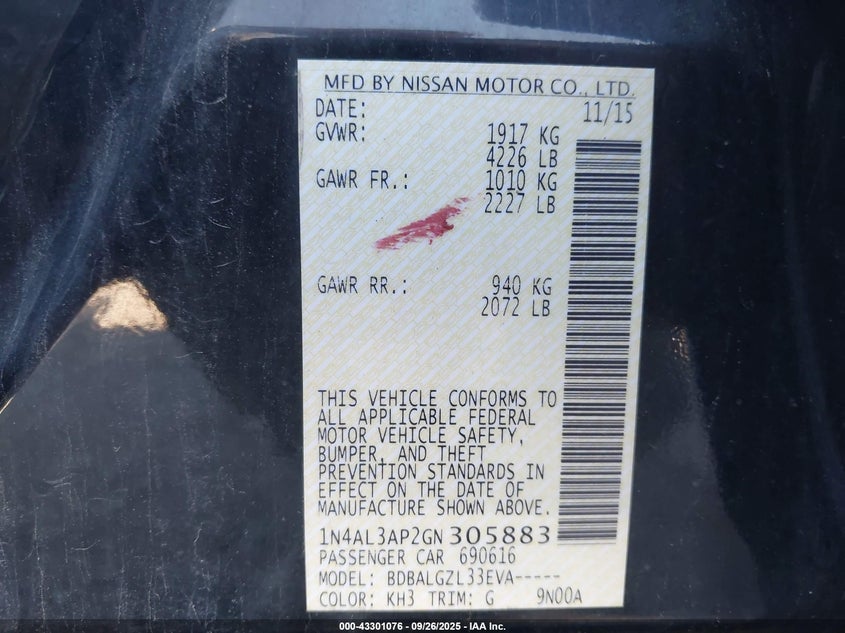 MFD BY NISSAN MOTOR CO., LTD.
DATE: 11/15
GVWR: 1917 KG
4226 LB
GAWR FR.: 1010 KG
2227 LB
GAWR RR.: 940 KG
2072 LB
THIS VEHICLE CONFORMS TO
ALL APPLICABLE FEDERAL
MOTOR VEHICLE SAFETY,
BUMPER, AND THEFT
PREVENTION STANDARDS IN
EFFECT ON THE DATE OF
MANUFACTURE SHOWN ABOVE.
1N4AL3AP2GN305883
PASSENGER CAR 690616
MODEL: BDBALGZL33EVA-----
COLOR: KH3 TRIM: G 9N00A
000-43301076 - 09/26/2025 - IAA Inc.